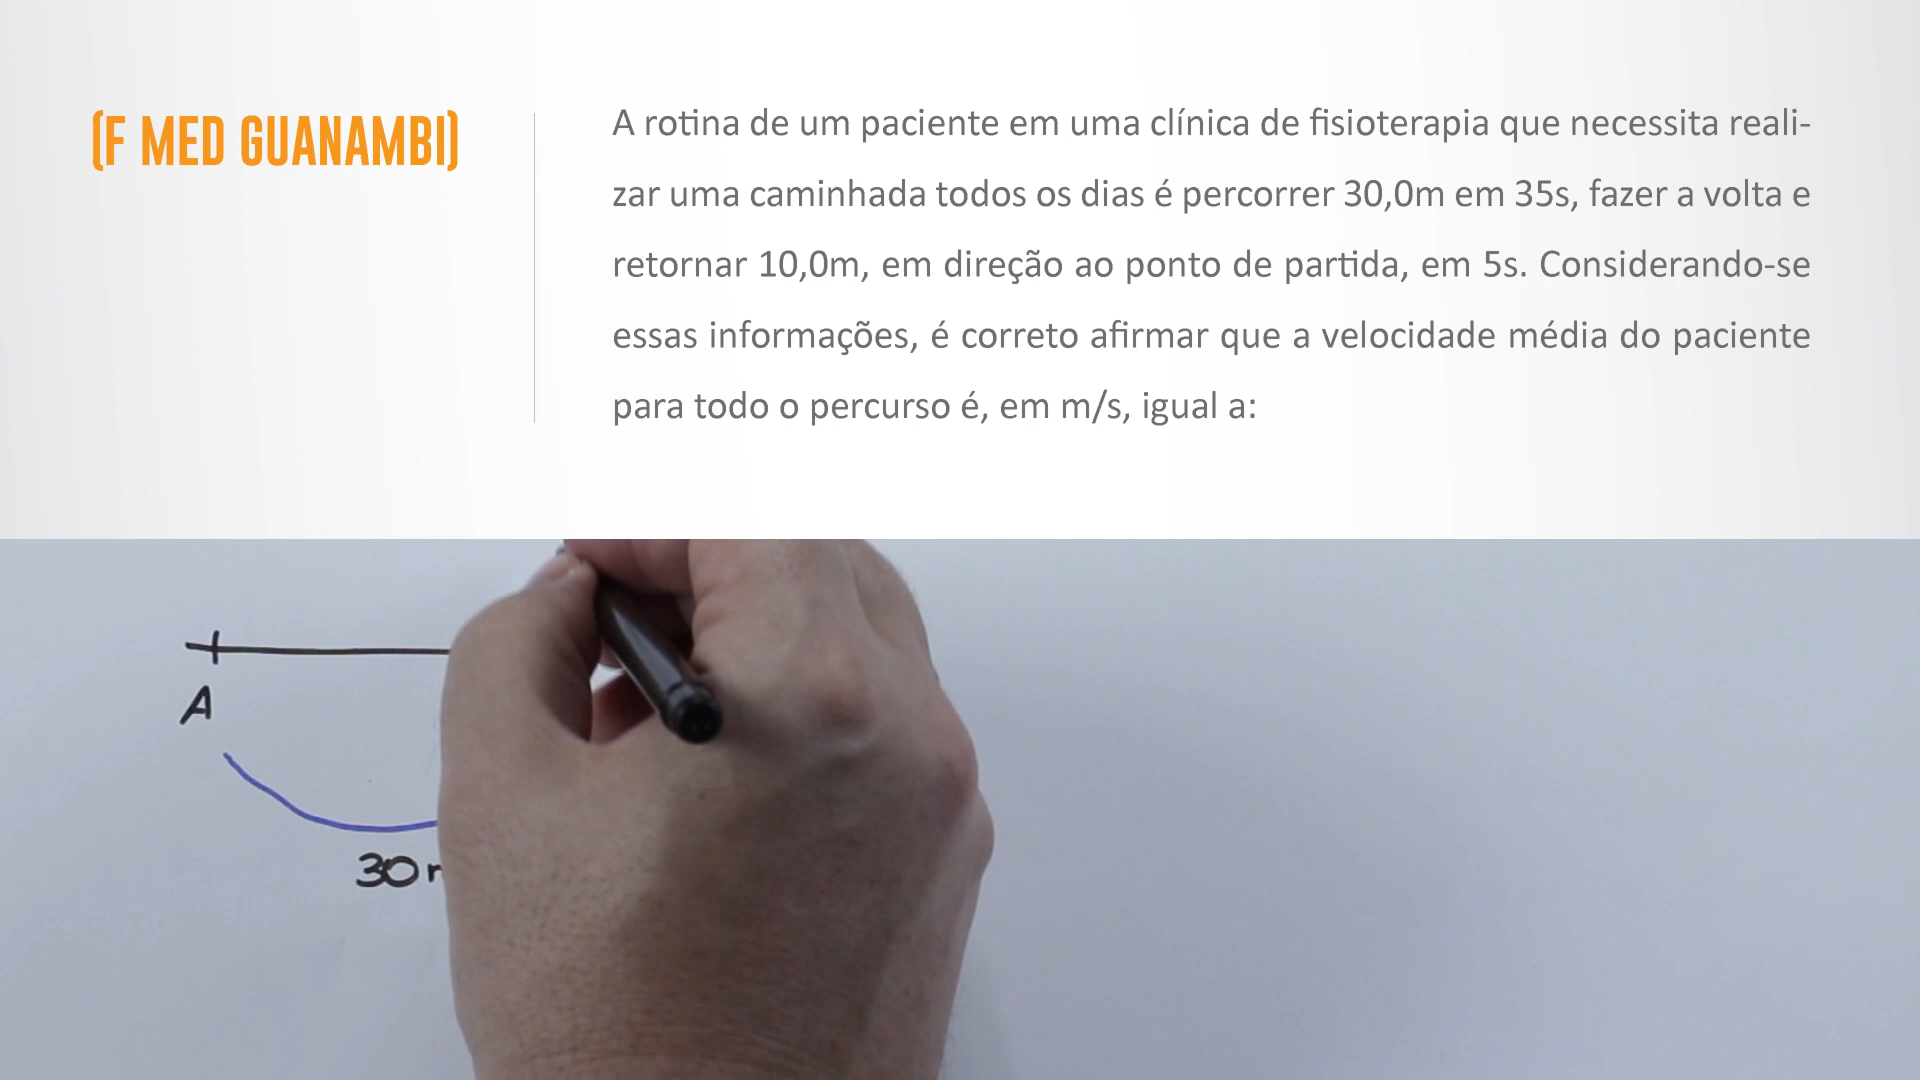 (F MED GUANAMBI)
A rotina de um paciente em uma clínica de fisioterapia que necessita reali-
zar uma caminhada todos os dias é percorrer 30,0m em 35s, fazer a volta e
retornar 10,0m, em direção ao ponto de partida, em 5s. Considerando-se
essas informações, é correto afirmar que a velocidade média do paciente
para todo o percurso é, em m/s, igual a:
A
30